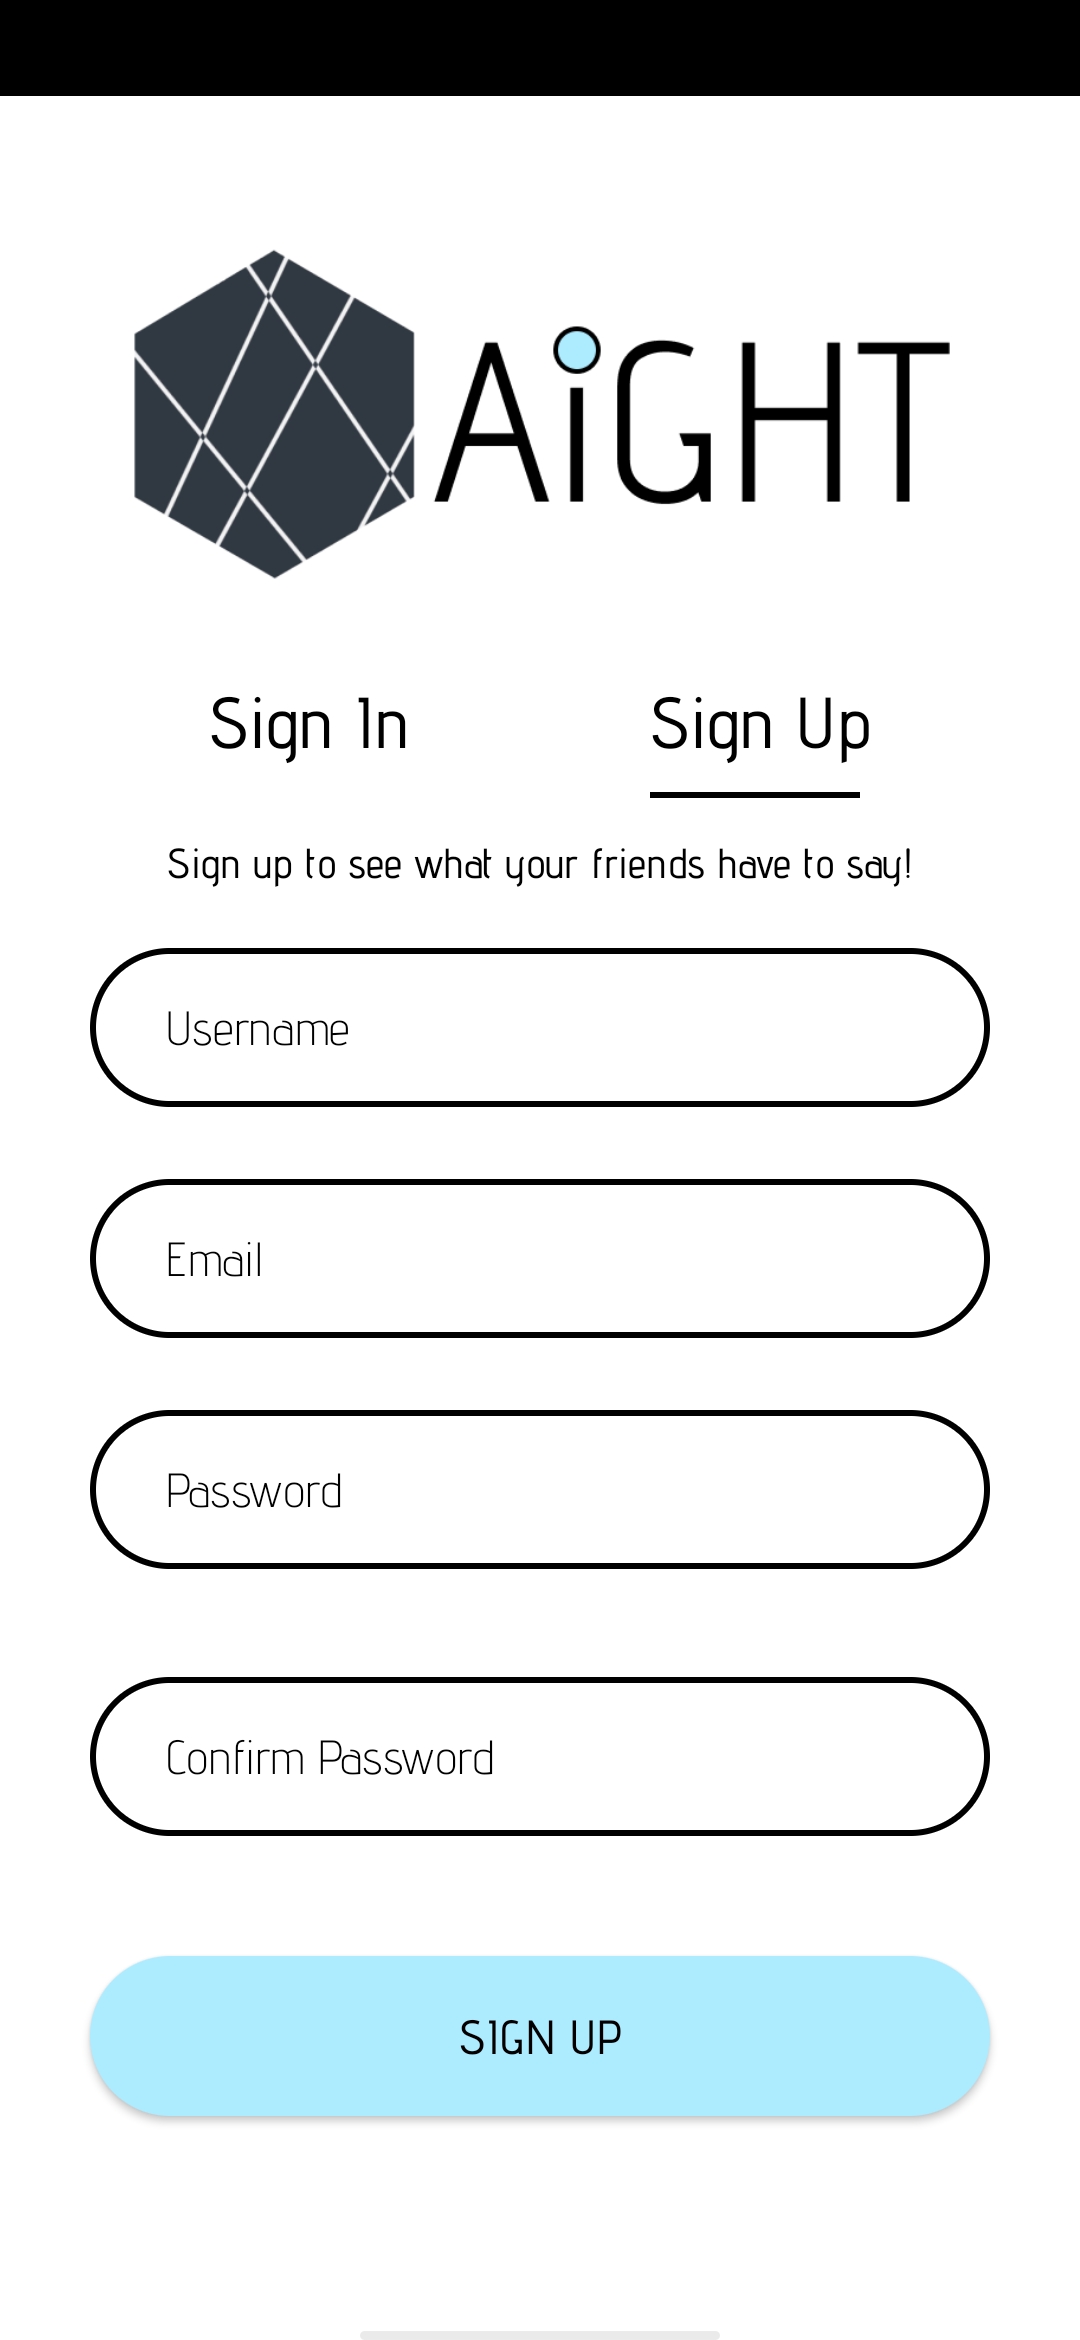 AiGHT
Sign In Sign Up
Sign up to see what your friends have to say!
Username
Email
Password
Confirm Password
SIGN UP